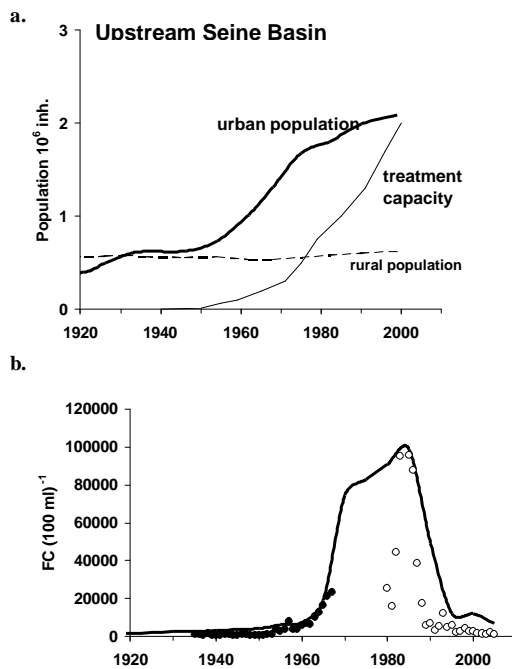 a.
Upstream Seine Basin
3
2
1
0
Population 10⁶ inh.
urban population
treatment
capacity
rural population
1920 1940 1960 1980 2000
b.
120000
100000
80000
60000
40000
20000
0
FC (100 ml)⁻¹
1920 1940 1960 1980 2000